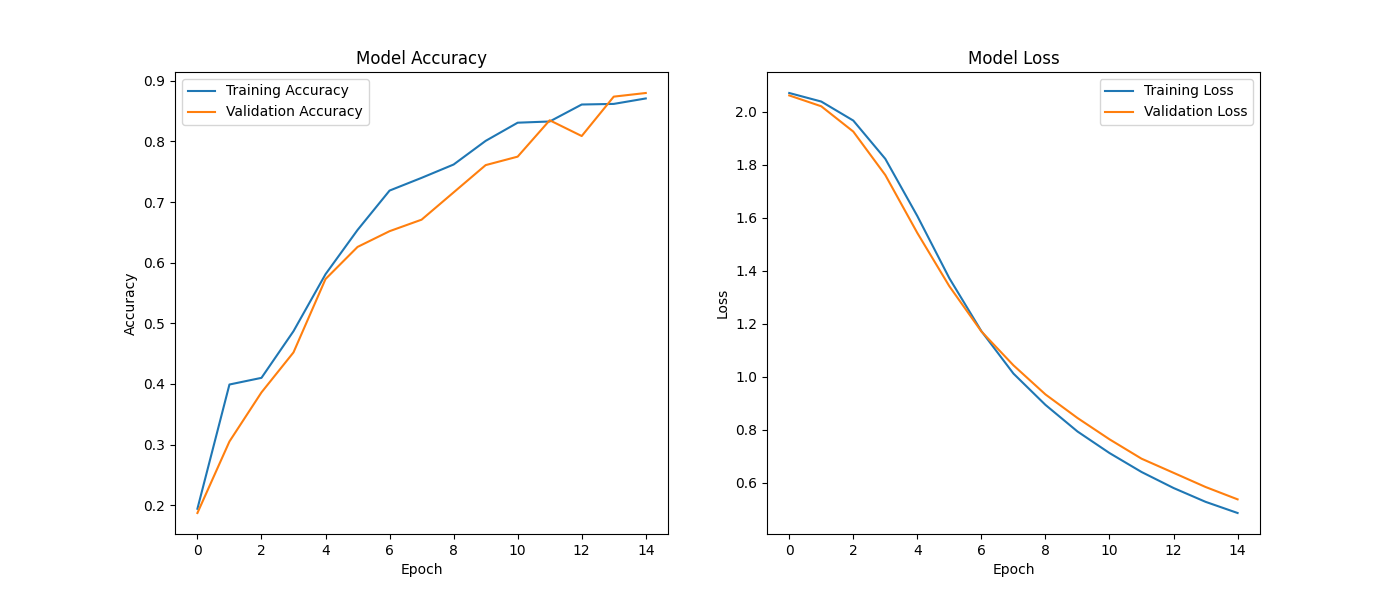 Model Accuracy
Training Accuracy
Validation Accuracy
0.9
0.8
0.7
0.6
0.5
0.4
0.3
0.2
Accuracy
0 2 4 6 8 10 12 14
Epoch
Model Loss
Training Loss
Validation Loss
2.0
1.8
1.6
1.4
1.2
1.0
0.8
0.6
Loss
0 2 4 6 8 10 12 14
Epoch